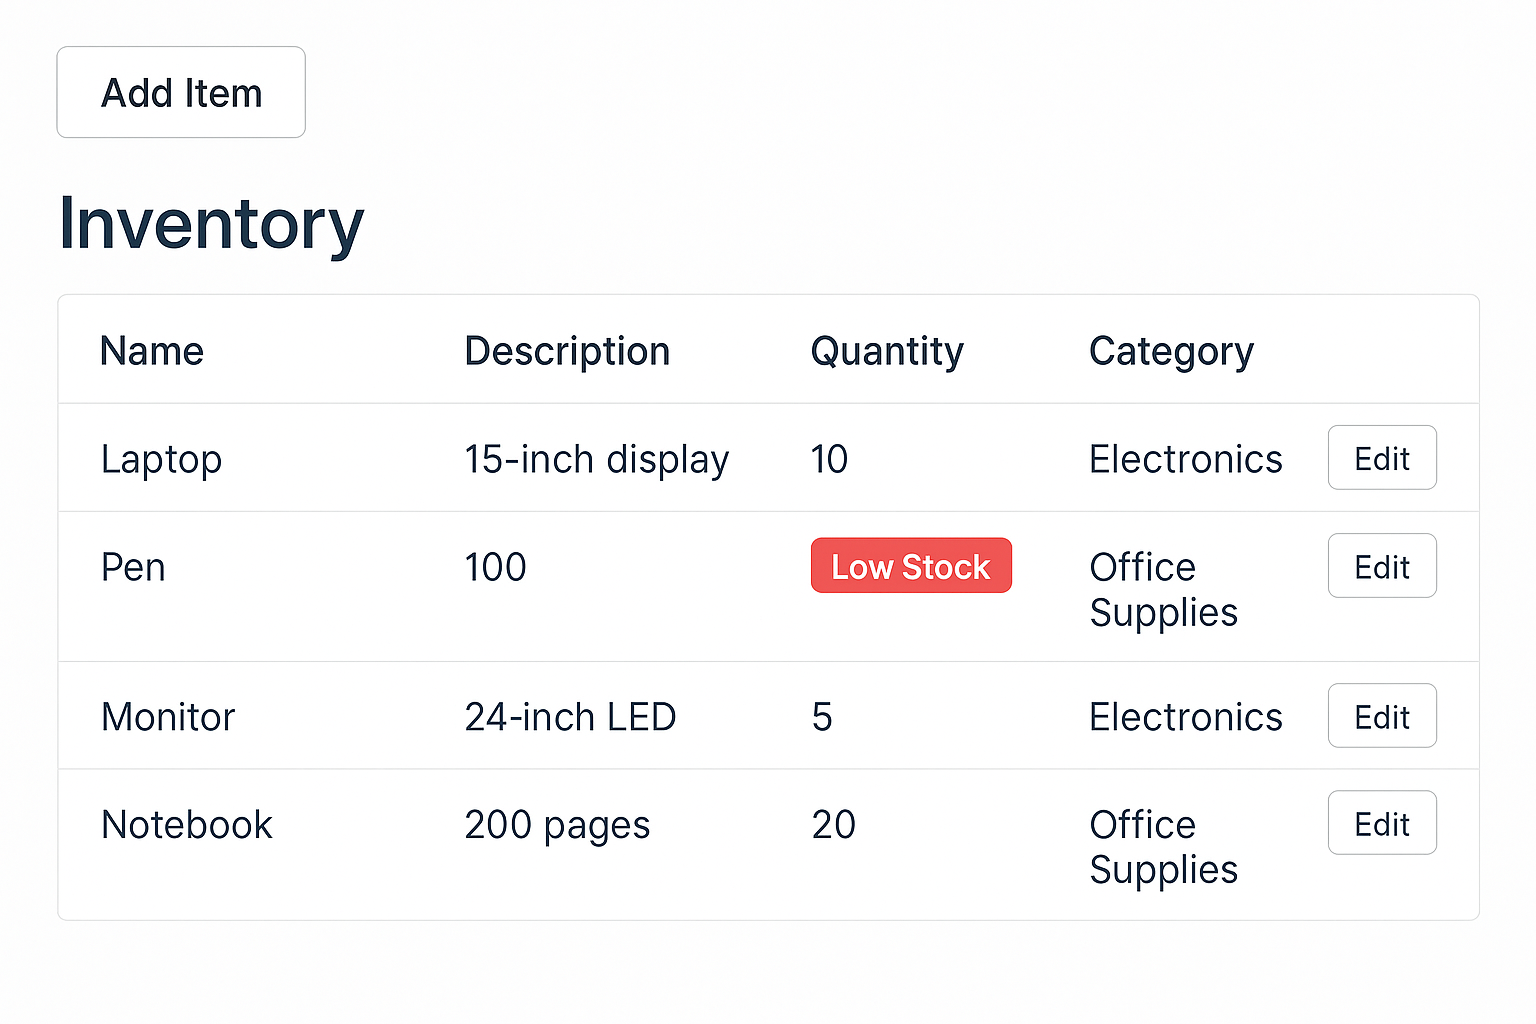 Add Item
Inventory
Name Description Quantity Category
Laptop 15-inch display 10 Electronics Edit
Pen 100 Low Stock Office Edit
Supplies
Monitor 24-inch LED 5 Electronics Edit
Notebook 200 pages 20 Office Edit
Supplies